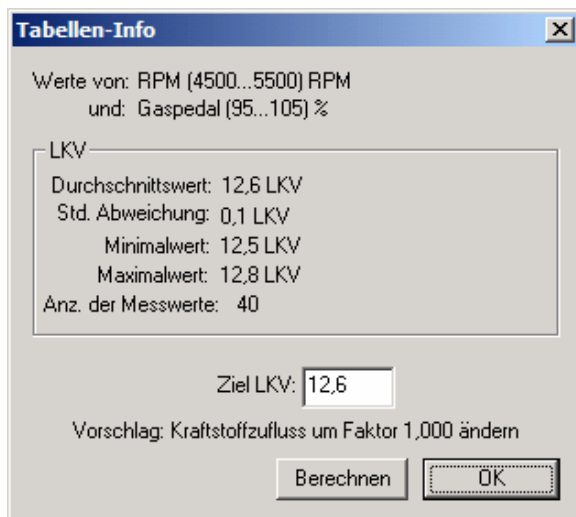 Tabellen-Info
Werte von: RPM (4500...5500) RPM
und: Gaspedal (95...105) %
LKV
Durchschnittswert: 12,6 LKV
Std. Abweichung: 0,1 LKV
Minimalwert: 12,5 LKV
Maximalwert: 12,8 LKV
Anz. der Messwerte: 40
Ziel LKV: 12,6
Vorschlag: Kraftstoffzufluss um Faktor 1,000 ändern
Berechnen OK